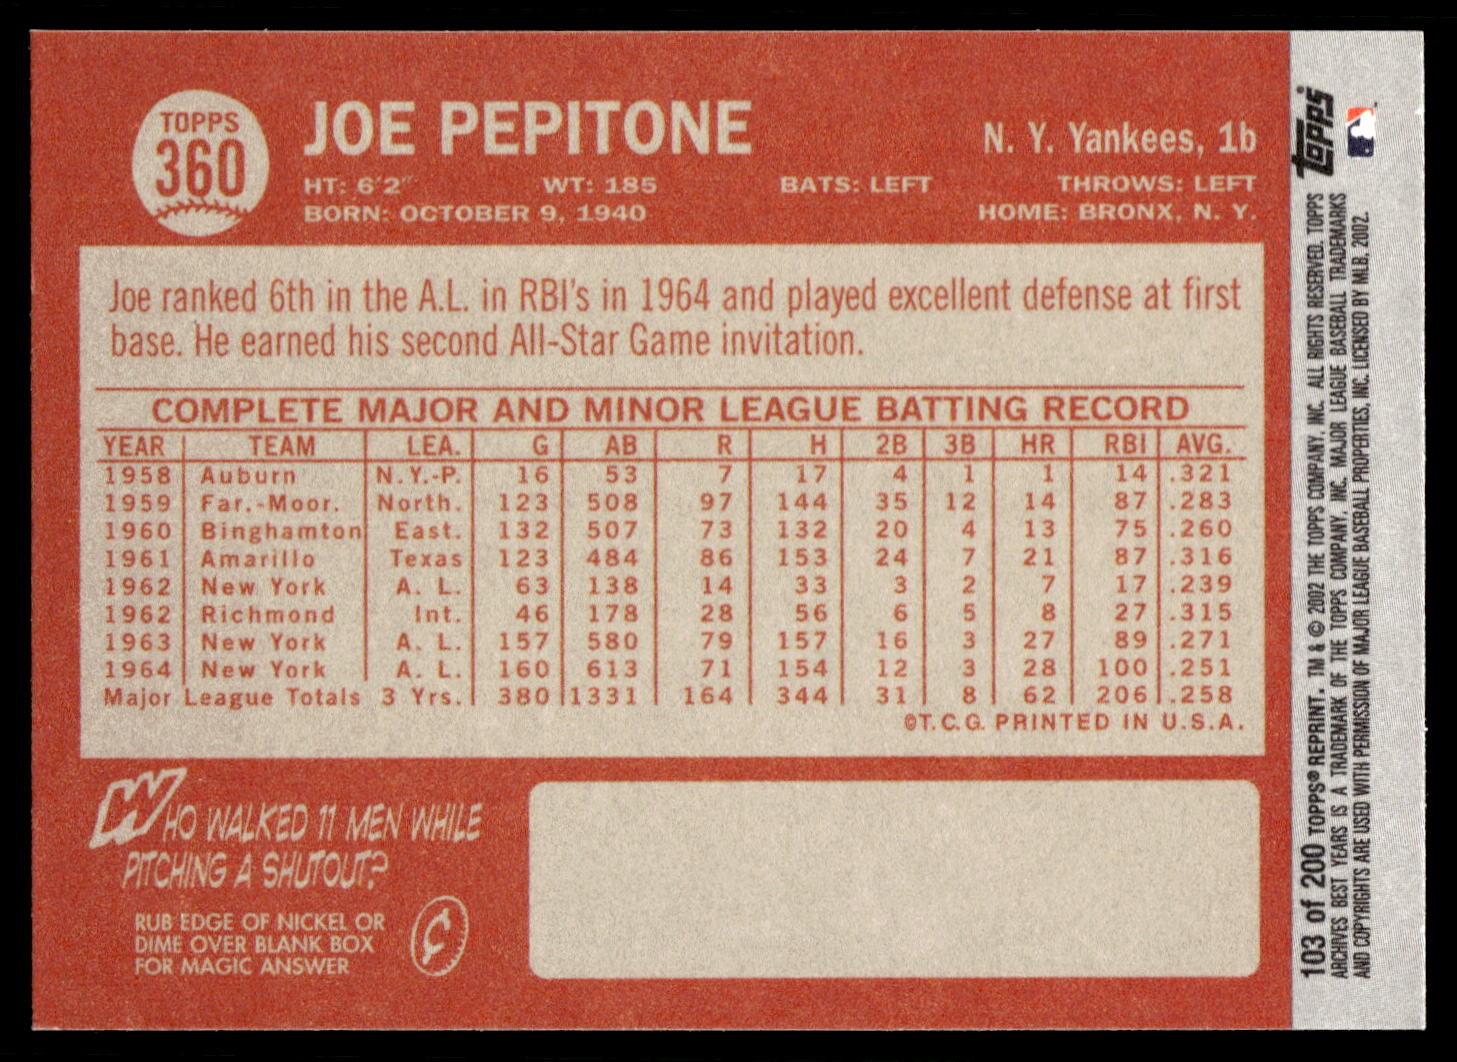 TOPPS
360
JOE PEPITONE
N. Y. Yankees, 1b
HT: 6'2" WT: 185 BATS: LEFT THROWS: LEFT
BORN: OCTOBER 9, 1940 HOME: BRONX, N. Y.
Joe ranked 6th in the A.L. in RBI's in 1964 and played excellent defense at first
base. He earned his second All-Star Game invitation.
COMPLETE MAJOR AND MINOR LEAGUE BATTING RECORD
YEAR TEAM LEA. G AB R H 2B 3B HR RBI AVG.
1958 Auburn N.Y.-P. 16 53 7 17 4 1 1 14 .321
1959 Far.-Moor. North. 123 508 97 144 35 12 14 87 .283
1960 Binghamton East. 132 507 73 132 20 4 13 75 .260
1961 Amarillo Texas 123 484 86 153 24 7 21 87 .316
1962 New York A. L. 63 138 14 33 3 2 7 17 .239
1962 Richmond Int. 46 178 28 56 6 5 8 27 .315
1963 New York A. L. 157 580 79 157 16 3 27 89 .271
1964 New York A. L. 160 613 71 154 12 3 28 100 .251
Major League Totals 3 Yrs. 380 1331 164 344 31 8 62 206 .258
©T.C.G. PRINTED IN U.S.A.
WHO WALKED 11 MEN WHILE
PITCHING A SHUTOUT?
RUB EDGE OF NICKEL OR
DIME OVER BLANK BOX
FOR MAGIC ANSWER
¢
topps
103 of 200 TOPPS® REPRINT. TM & © 2002 THE TOPPS COMPANY, INC. ALL RIGHTS RESERVED. TOPPS
ARCHIVES BEST YEARS IS A TRADEMARK OF THE TOPPS COMPANY, INC. MAJOR LEAGUE BASEBALL TRADEMARKS
AND COPYRIGHTS ARE USED WITH PERMISSION OF MAJOR LEAGUE BASEBALL PROPERTIES, INC. LICENSED BY MLB, 2002.